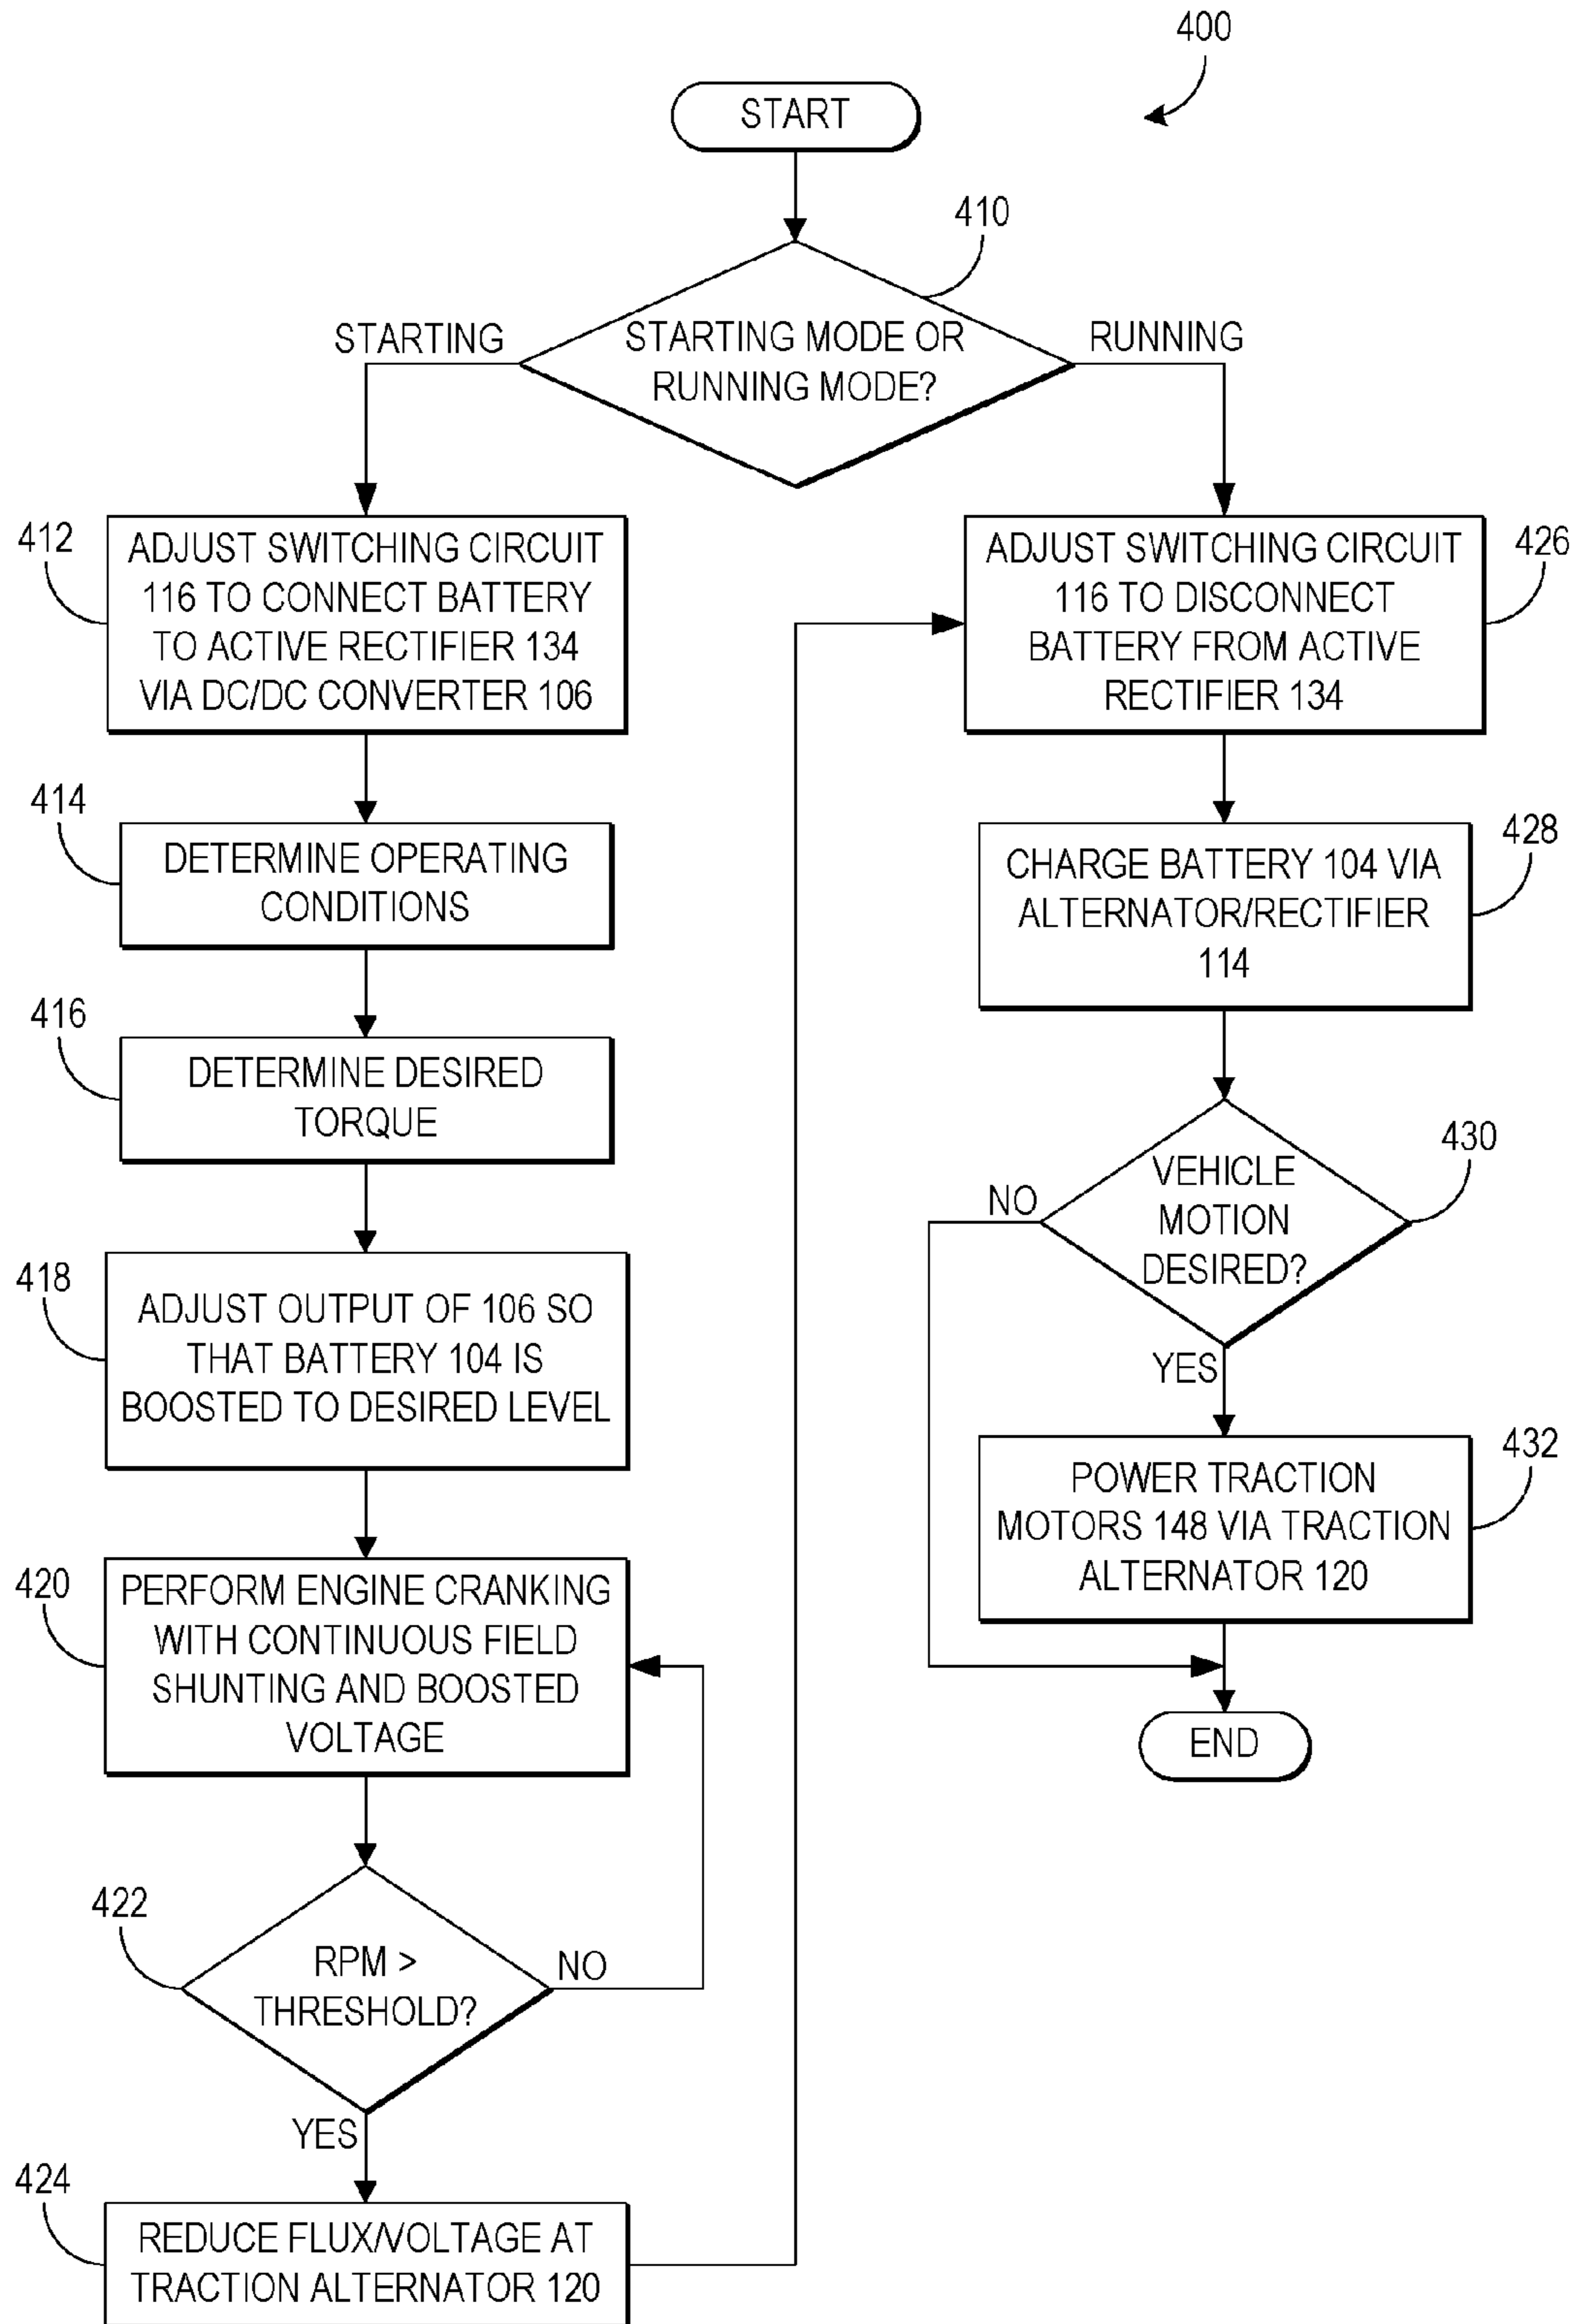 400
START
410
STARTING
STARTING MODE OR
RUNNING MODE?
RUNNING
412
ADJUST SWITCHING CIRCUIT
116 TO CONNECT BATTERY
TO ACTIVE RECTIFIER 134
VIA DC/DC CONVERTER 106
414
DETERMINE OPERATING
CONDITIONS
416
DETERMINE DESIRED
TORQUE
418
ADJUST OUTPUT OF 106 SO
THAT BATTERY 104 IS
BOOSTED TO DESIRED LEVEL
420
PERFORM ENGINE CRANKING
WITH CONTINUOUS FIELD
SHUNTING AND BOOSTED
VOLTAGE
422
RPM >
THRESHOLD?
NO
YES
424
REDUCE FLUX/VOLTAGE AT
TRACTION ALTERNATOR 120
426
ADJUST SWITCHING CIRCUIT
116 TO DISCONNECT
BATTERY FROM ACTIVE
RECTIFIER 134
428
CHARGE BATTERY 104 VIA
ALTERNATOR/RECTIFIER
114
430
VEHICLE
MOTION
DESIRED?
NO
YES
432
POWER TRACTION
MOTORS 148 VIA TRACTION
ALTERNATOR 120
END